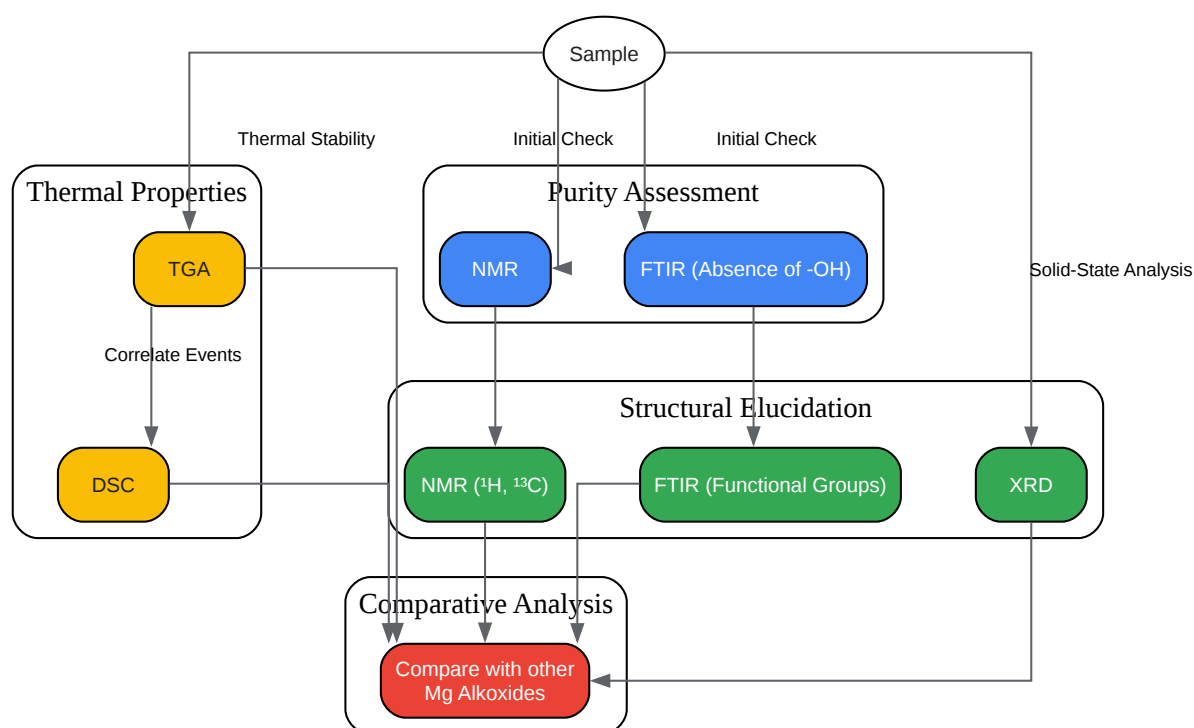 Sample
Thermal Stability
Initial Check
Initial Check
Thermal Properties
Purity Assessment
TGA
NMR
FTIR (Absence of -OH)
Solid-State Analysis
Correlate Events
Structural Elucidation
DSC
NMR (¹H, ¹³C)
FTIR (Functional Groups)
XRD
Comparative Analysis
Compare with other
Mg Alkoxides